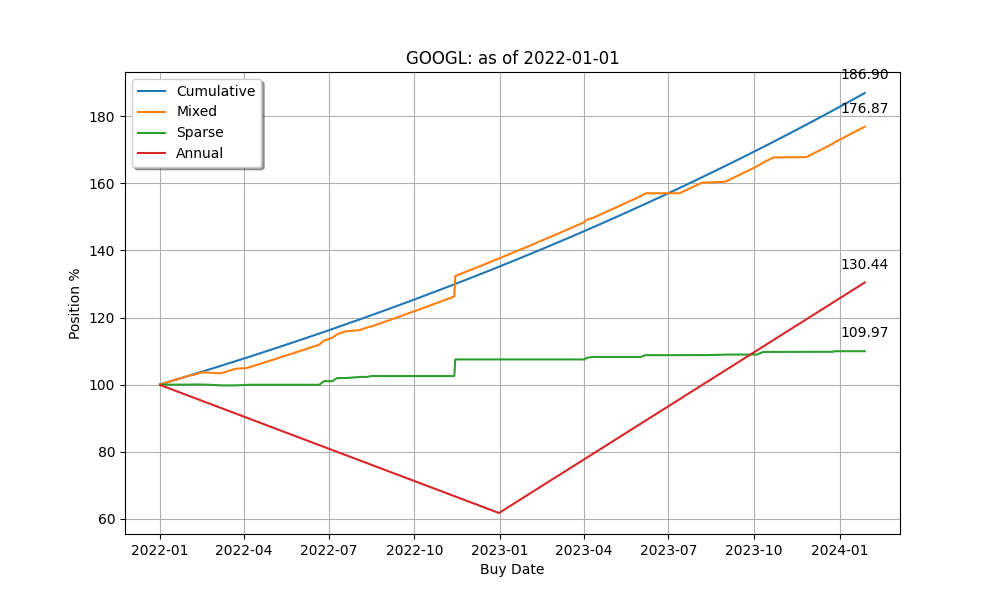 GOOGL: as of 2022-01-01
Cumulative
Mixed
Sparse
Annual
186.90
176.87
130.44
109.97
Position %
180
160
140
120
100
80
60
2022-01 2022-04 2022-07 2022-10 2023-01 2023-04 2023-07 2023-10 2024-01
Buy Date